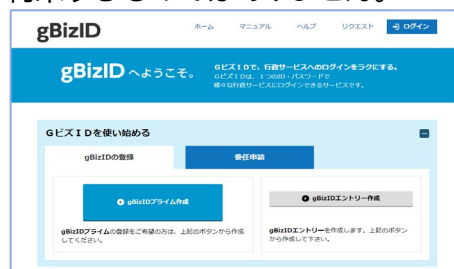 gBizID
ホーム マニュアル ヘルプ リクエスト ログイン
gBizID へようこそ。
GビズＩＤで、行政サービスへのログインをラクにする。
GビズＩＤは、１つのID・パスワードで
様々な行政サービスにログインできるサービスです。
GビズＩＤを使い始める
gBizIDの登録 委任申請
gBizIDプライム作成
gBizIDエントリー作成
gBizIDプライムの登録をご希望の方は、上記のボタンから作成
してください。
gBizIDエントリーを作成します。上記のボタン
から作成して下さい。